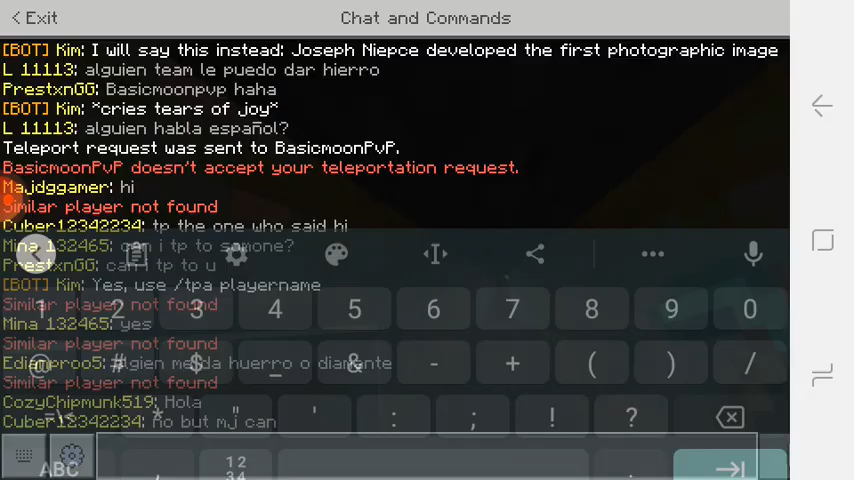 < Exit
Chat and Commands
[BOT] Kim: I will say this instead: Joseph Niepce developed the first photographic image
L 11113: alguien team le puedo dar hierro
PrestxnGG: Basicmoonpvp haha
[BOT] Kim: *cries tears of joy*
L 11113: alguien habla español?
Teleport request was sent to BasicmoonPvP.
BasicmoonPvP doesn't accept your teleportation request.
Majdggamer: hi
Similar player not found
Cuber12342234: tp the one who said hi
Mina 132465: can i tp to somone?
PrestxnGG: can i tp to u
[BOT] Kim: Yes, use /tpa playername
Similar player not found
1 2 3 4 5 6 7 8 9 0
Mina 132465: yes
Similar player not found
Ediamproo5: algien me da huerro o diamante
@ # $ _ & - + ( ) /
Similar player not found
CozyChipmunk519: Hola
=\< * " ' : ; ! ?
Cuber12342234: no but mj can
ABC , 12 34 .